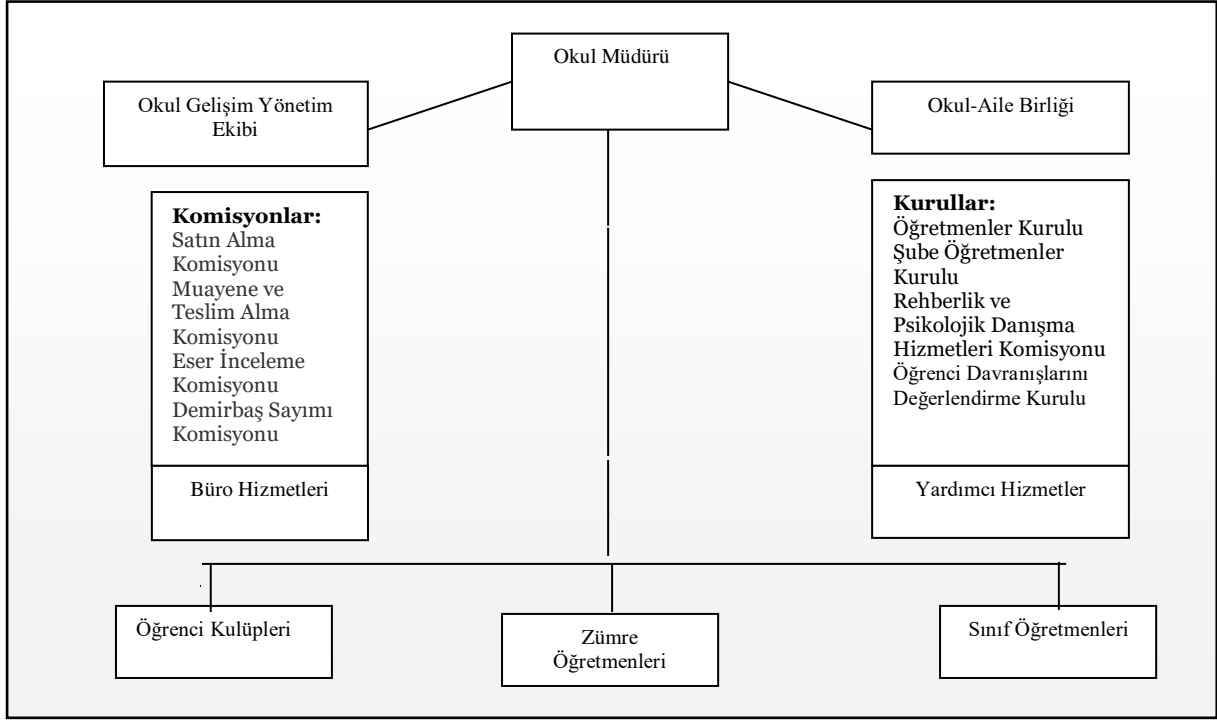 Okul Müdürü
Okul Gelişim Yönetim
Ekibi
Okul-Aile Birliği
Komisyonlar:
Satın Alma
Komisyonu
Muayene ve
Teslim Alma
Komisyonu
Eser İnceleme
Komisyonu
Demirbaş Sayımı
Komisyonu
Kurullar:
Öğretmenler Kurulu
Şube Öğretmenler
Kurulu
Rehberlik ve
Psikolojik Danışma
Hizmetleri Komisyonu
Öğrenci Davranışlarını
Değerlendirme Kurulu
Büro Hizmetleri
Yardımcı Hizmetler
Öğrenci Kulüpleri
Zümre
Öğretmenleri
Sınıf Öğretmenleri